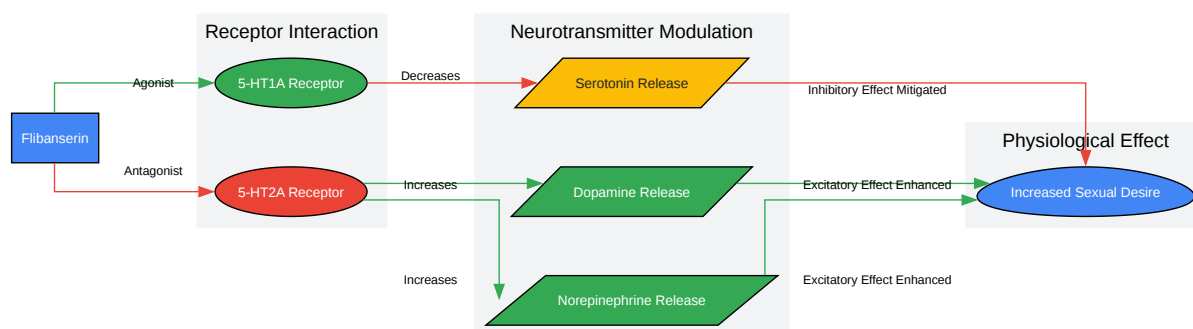 Receptor Interaction
Neurotransmitter Modulation
Agonist
5-HT1A Receptor
Decreases
Serotonin Release
Inhibitory Effect Mitigated
Flibanserin
Physiological Effect
Antagonist
5-HT2A Receptor
Increases
Dopamine Release
Excitatory Effect Enhanced
Increased Sexual Desire
Increases
Norepinephrine Release
Excitatory Effect Enhanced